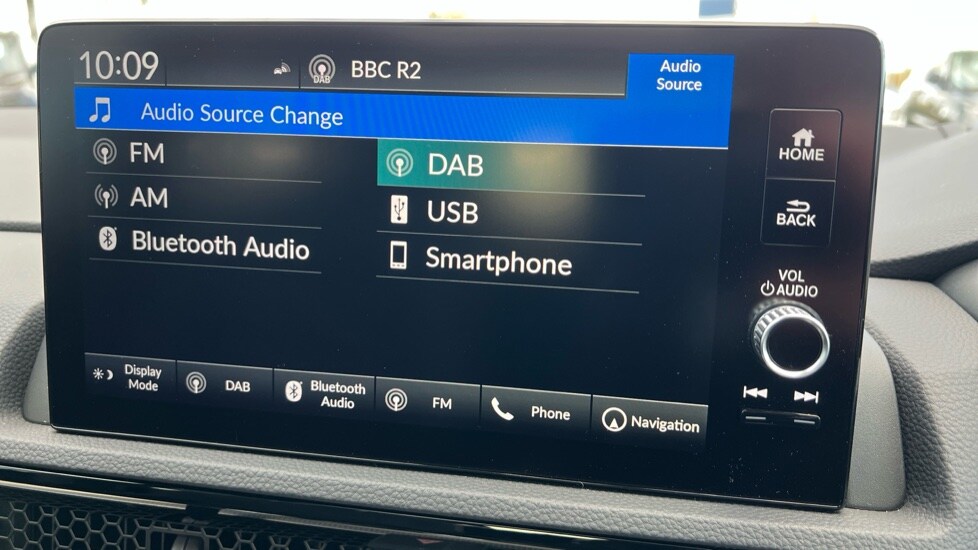 10:09
DAB
BBC R2
Audio
Source
Audio Source Change
FM
DAB
AM
USB
Bluetooth Audio
Smartphone
Display
Mode
DAB
Bluetooth
Audio
FM
Phone
Navigation
HOME
BACK
VOL
AUDIO